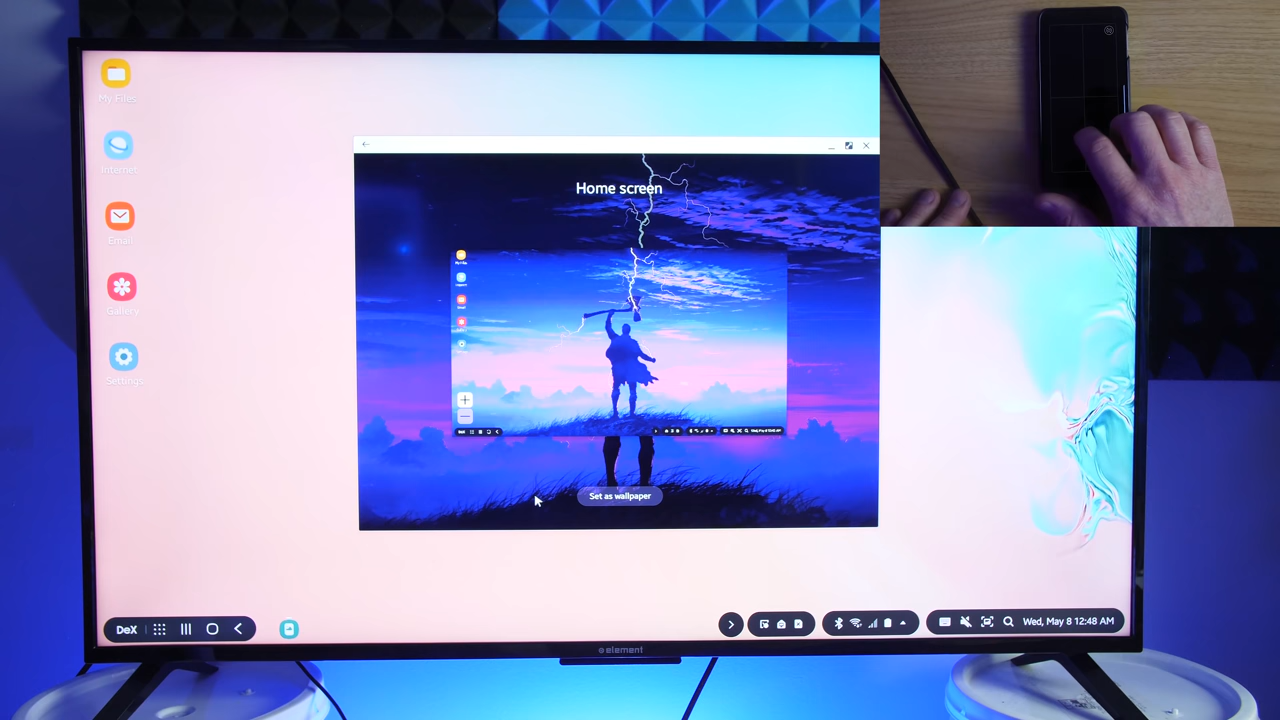 My Files
Internet
Email
Gallery
Settings
Home screen
Set as wallpaper
DeX
Wed, May 8 12:48 AM
element